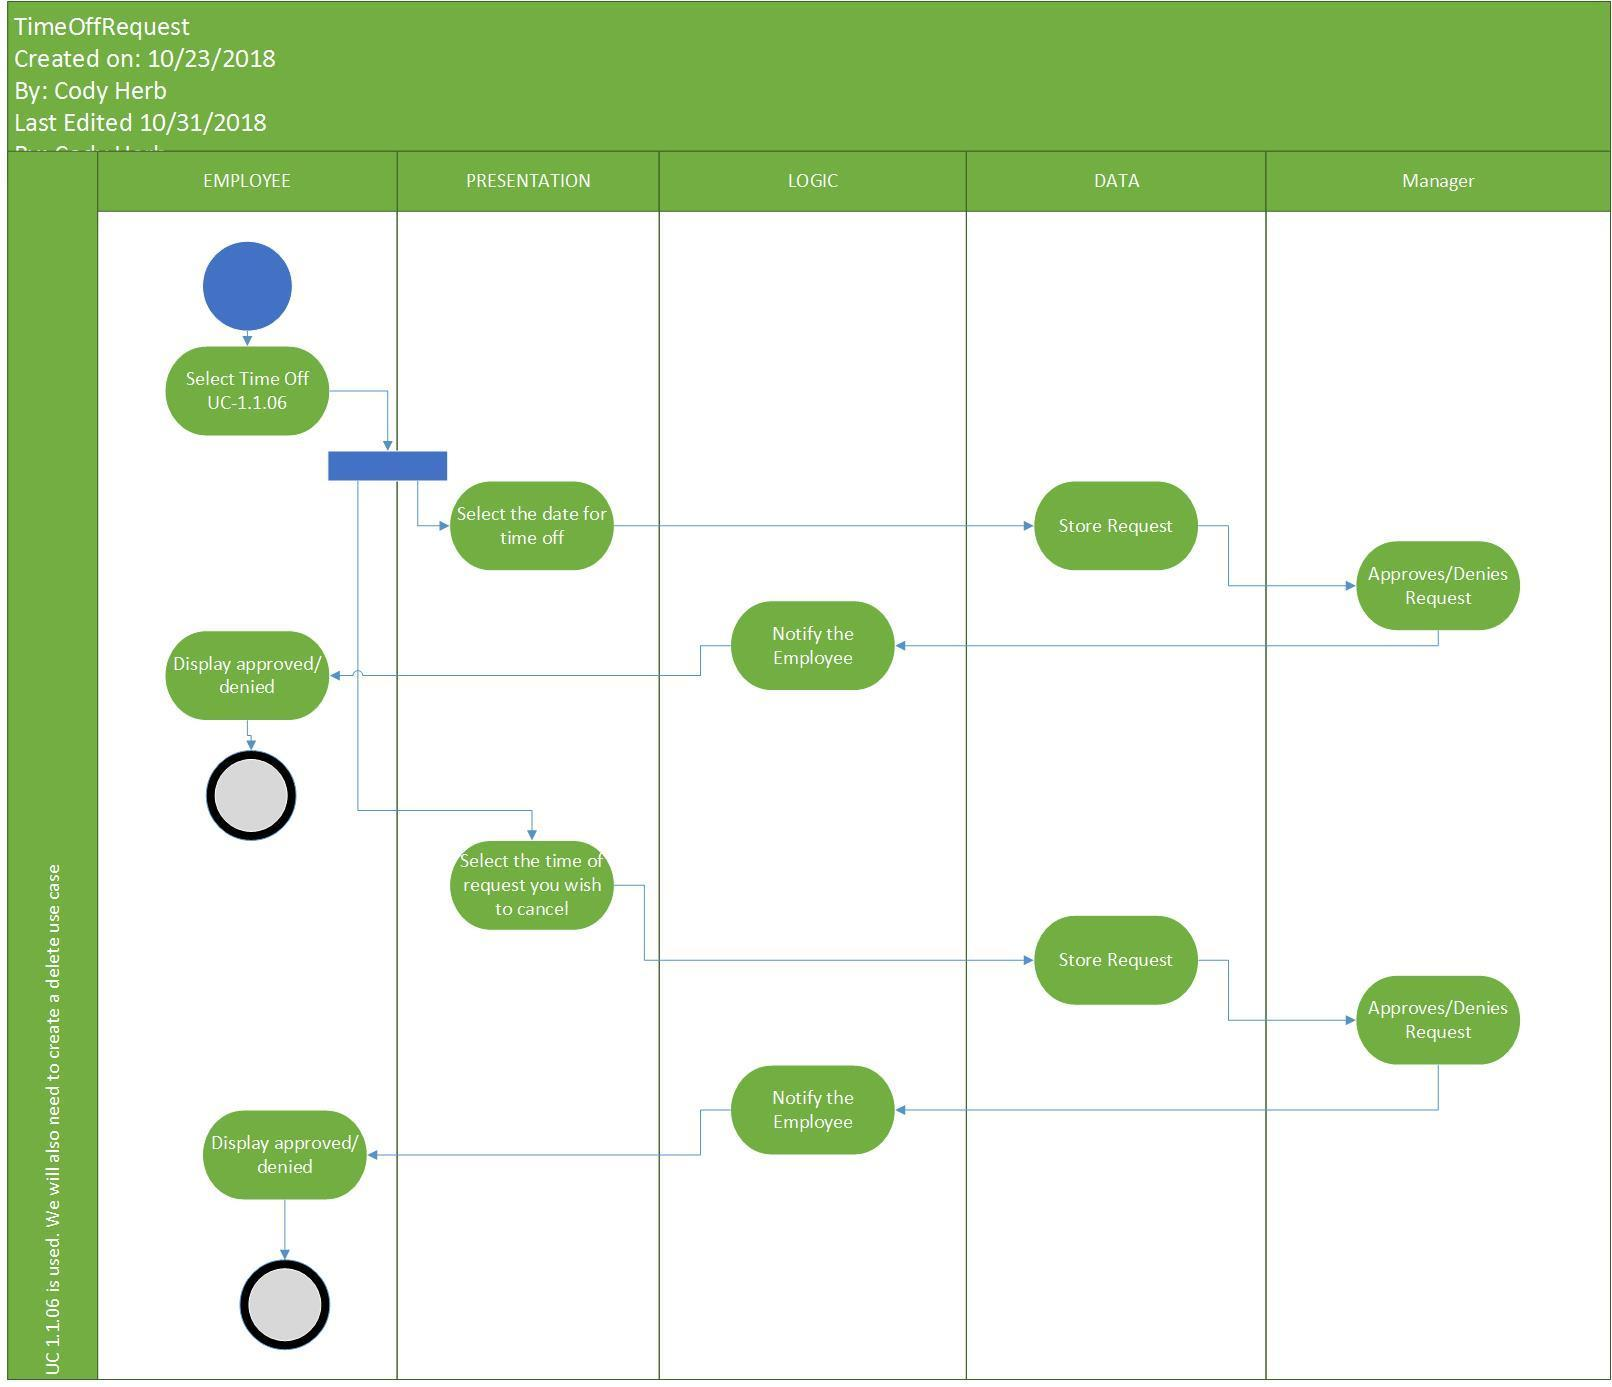 TimeOffRequest
Created on: 10/23/2018
By: Cody Herb
Last Edited 10/31/2018
By: Cody Herb
EMPLOYEE
PRESENTATION
LOGIC
DATA
Manager
Select Time Off
UC-1.1.06
Select the date for
time off
Store Request
Approves/Denies
Request
Notify the
Employee
Display approved/
denied
Select the time of
request you wish
to cancel
Store Request
Approves/Denies
Request
Notify the
Employee
Display approved/
denied
UC 1.1.06 is used. We will also need to create a delete use case